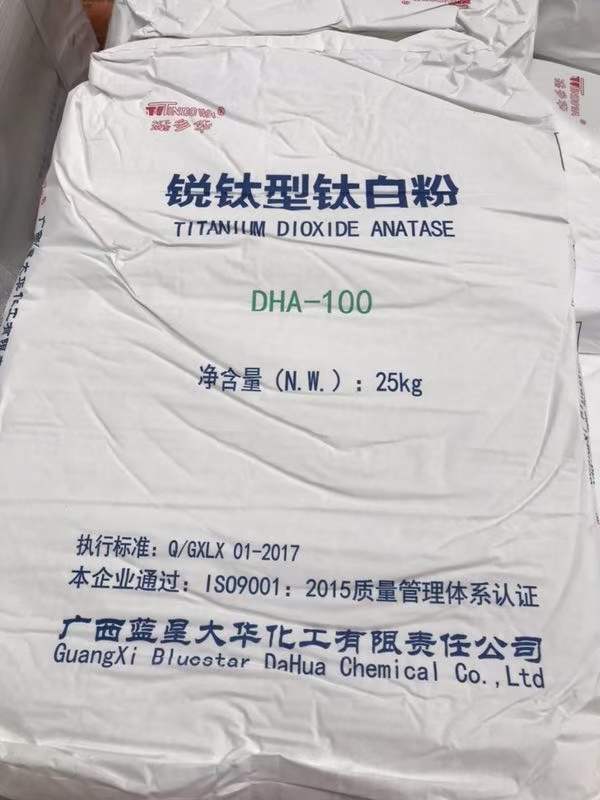 锐钛型钛白粉
TITANIUM DIOXIDE ANATASE
DHA-100
净含量（N.W.）：25kg
执行标准：Q/GXLX 01-2017
本企业通过：ISO9001：2015质量管理体系认证
广西蓝星大华化工有限责任公司
GuangXi Bluestar DaHua Chemical Co.,Ltd